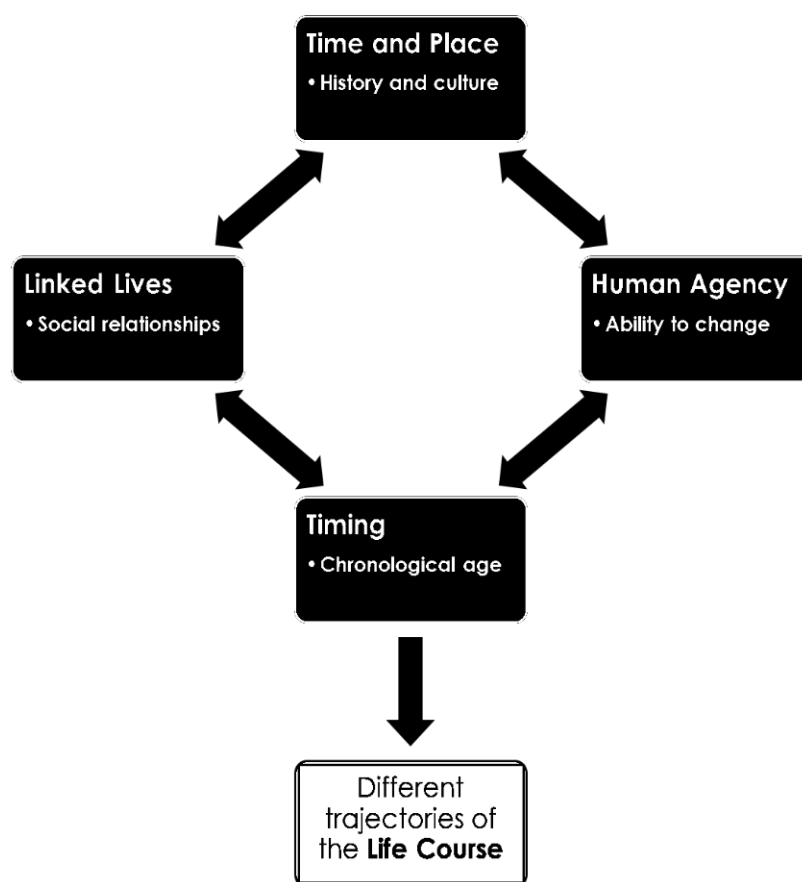 Time and Place
• History and culture
Linked Lives
• Social relationships
Human Agency
• Ability to change
Timing
• Chronological age
Different
trajectories of
the Life Course